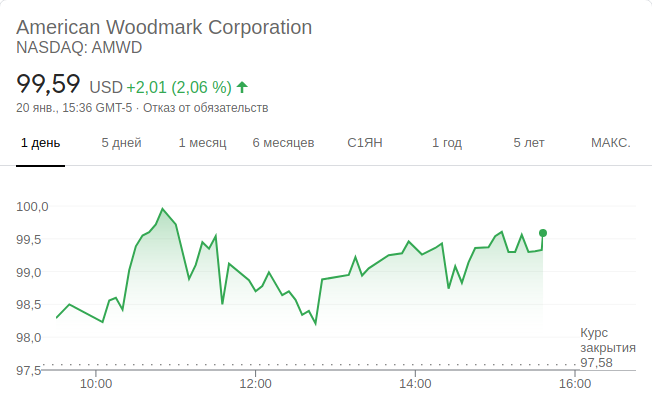 American Woodmark Corporation
NASDAQ: AMWD
99,59 USD +2,01 (2,06 %)
20 янв., 15:36 GMT-5 · Отказ от обязательств
1 день 5 дней 1 месяц 6 месяцев С1ЯН 1 год 5 лет МАКС.
100,0
99,5
99,0
98,5
98,0
97,5
Курс
закрытия
97,58
10:00 12:00 14:00 16:00